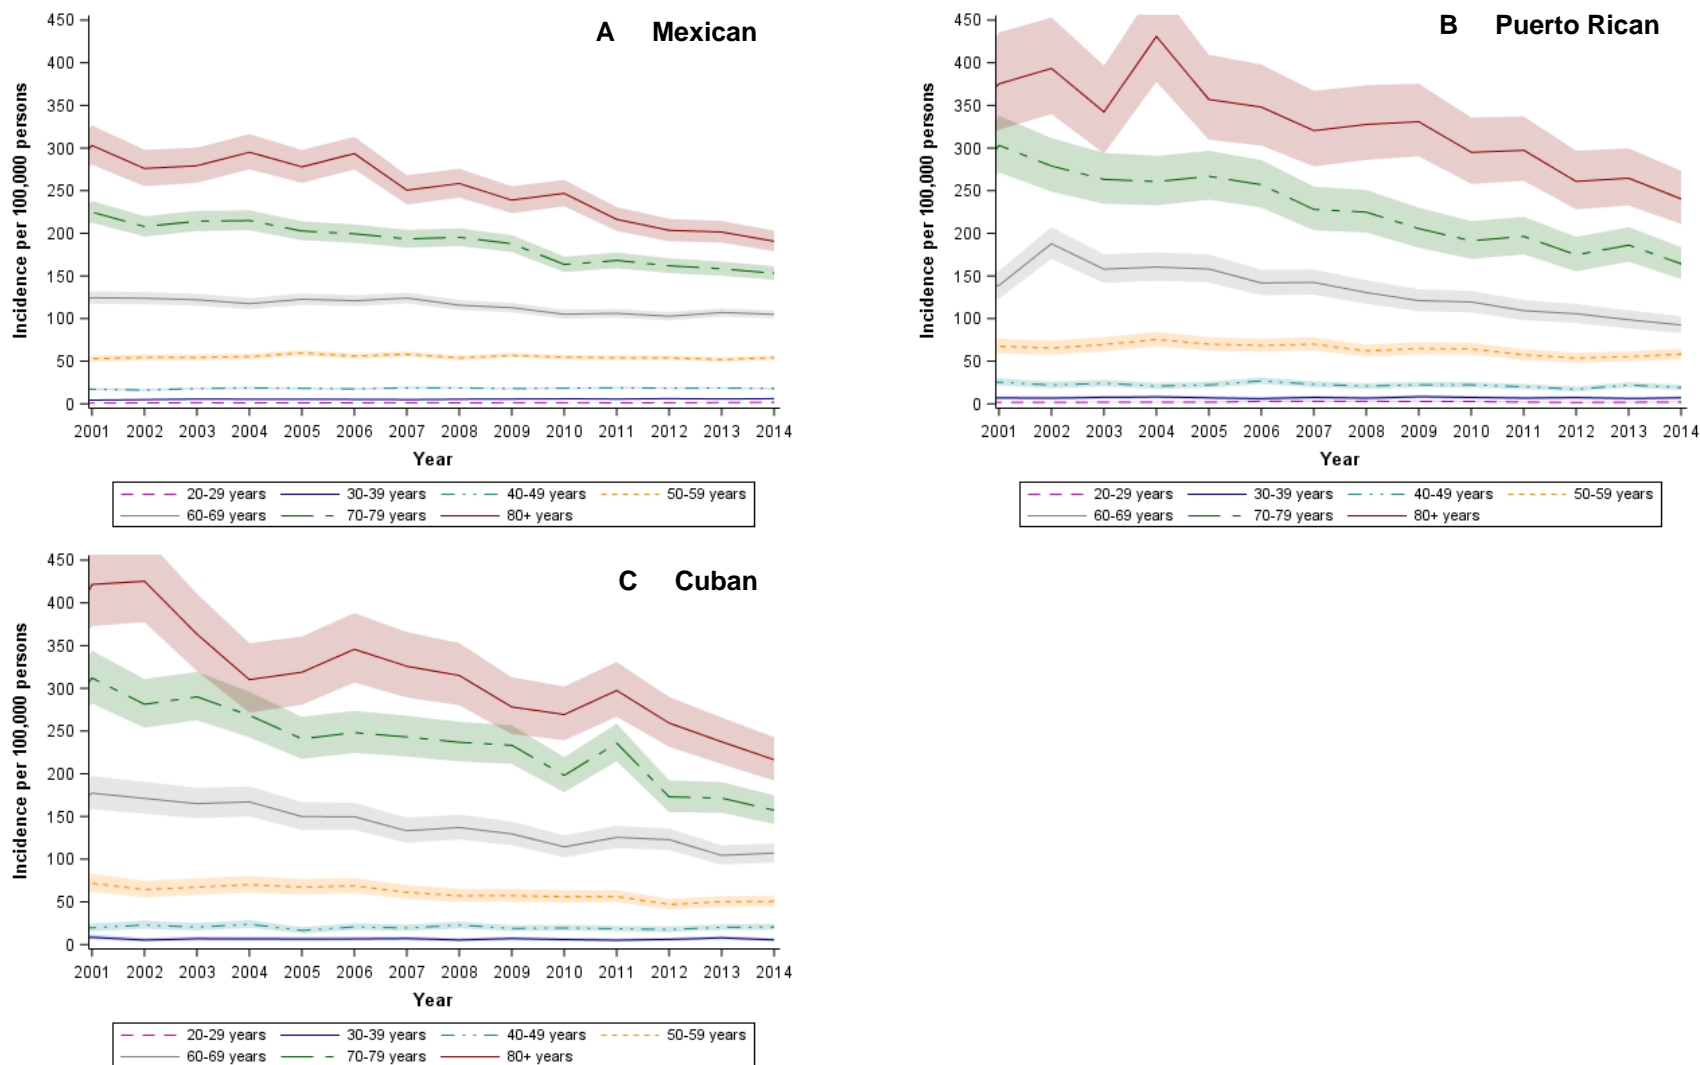 A Mexican
450
400
350
300
250
200
150
100
50
0
Incidence per 100,000 persons
2001 2002 2003 2004 2005 2006 2007 2008 2009 2010 2011 2012 2013 2014
Year
20-29 years 30-39 years 40-49 years 50-59 years
60-69 years 70-79 years 80+ years
B Puerto Rican
450
400
350
300
250
200
150
100
50
0
Incidence per 100,000 persons
2001 2002 2003 2004 2005 2006 2007 2008 2009 2010 2011 2012 2013 2014
Year
20-29 years 30-39 years 40-49 years 50-59 years
60-69 years 70-79 years 80+ years
C Cuban
450
400
350
300
250
200
150
100
50
0
Incidence per 100,000 persons
2001 2002 2003 2004 2005 2006 2007 2008 2009 2010 2011 2012 2013 2014
Year
20-29 years 30-39 years 40-49 years 50-59 years
60-69 years 70-79 years 80+ years